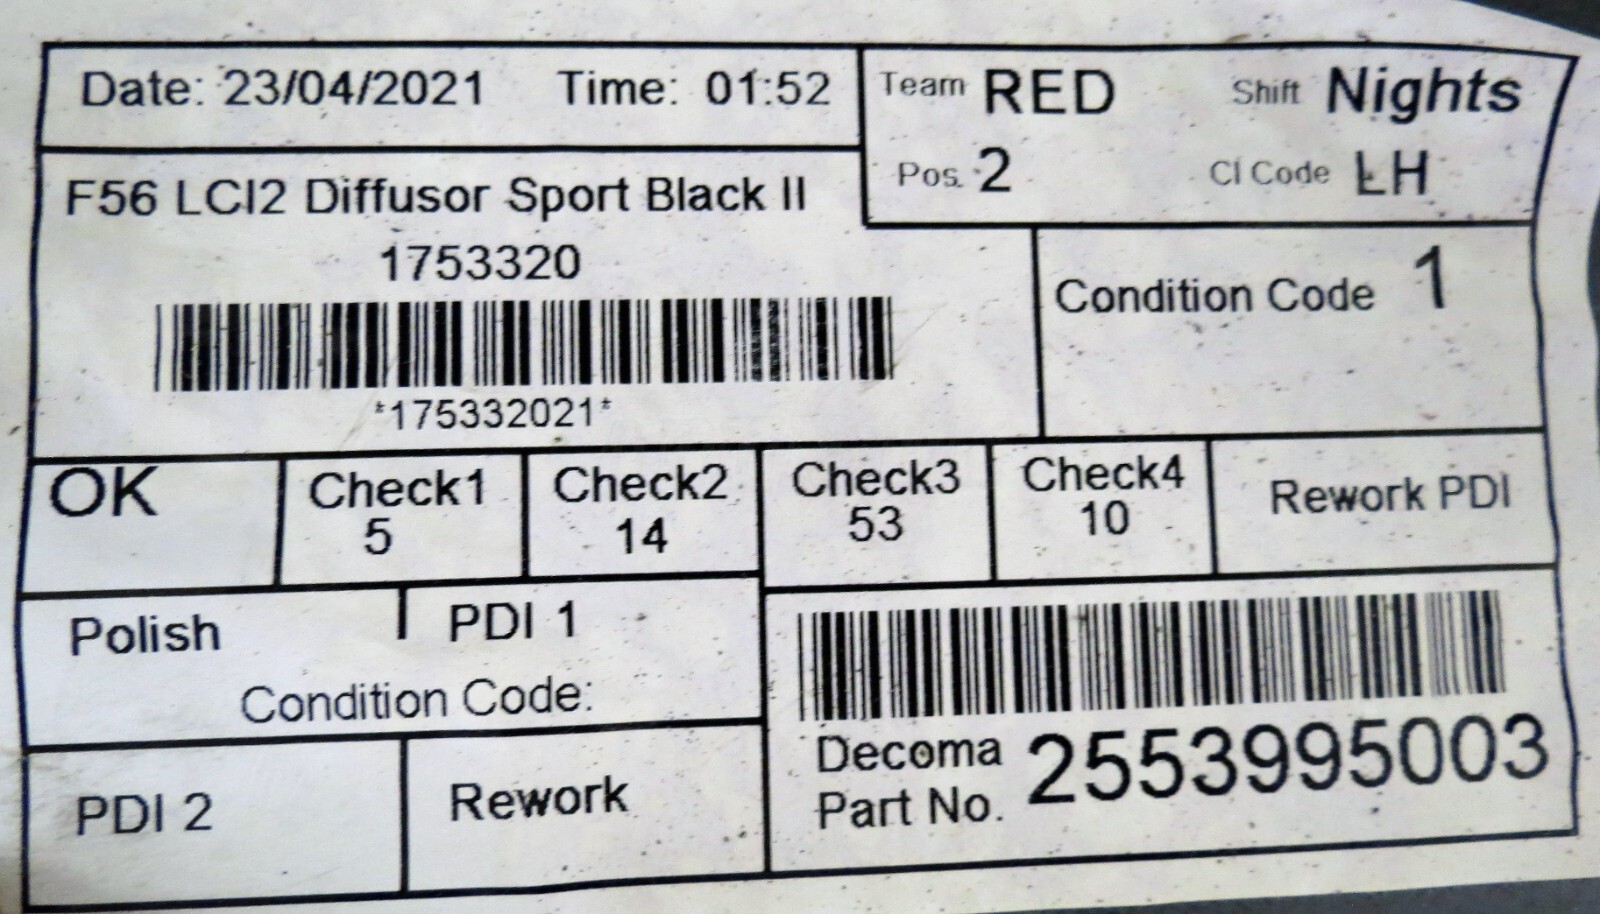 Date: 23/04/2021 Time: 01:52
Team RED Shift Nights
Pos. 2 CI Code LH
F56 LCI2 Diffusor Sport Black II
1753320
*175332021*
Condition Code 1
OK
Check1
5
Check2
14
Check3
53
Check4
10
Rework PDI
Polish
PDI 1
Condition Code:
PDI 2
Rework
Decoma
Part No. 2553995003